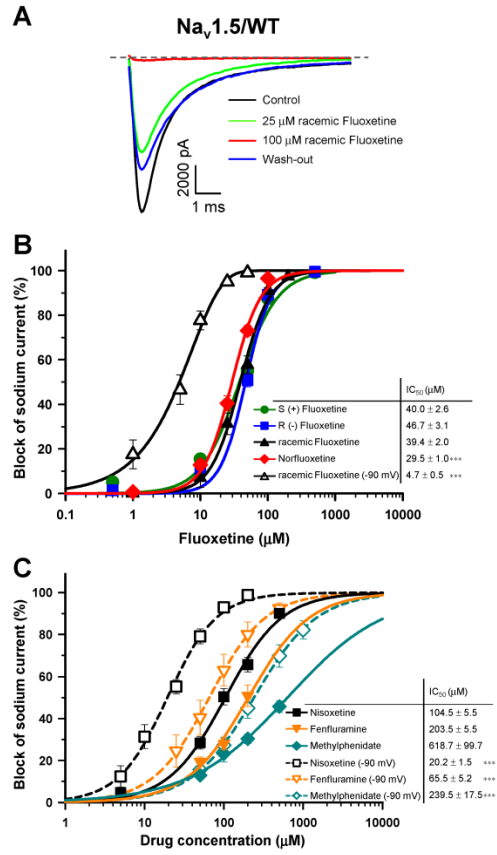 A
Nav1.5/WT
Control
25 μM racemic Fluoxetine
100 μM racemic Fluoxetine
Wash-out
2000 pA
1 ms
B
Block of sodium current (%)
100
80
60
40
20
0
IC50 (μM)
S (+) Fluoxetine 40.0 ± 2.6
R (-) Fluoxetine 46.7 ± 3.1
racemic Fluoxetine 39.4 ± 2.0
Norfluoxetine 29.5 ± 1.0***
racemic Fluoxetine (-90 mV) 4.7 ± 0.5 ***
0.1 1 10 100 1000 10000
Fluoxetine (μM)
C
Block of sodium current (%)
100
80
60
40
20
0
IC50 (μM)
Nisoxetine 104.5 ± 5.5
Fenfluramine 203.5 ± 5.5
Methylphenidate 618.7 ± 99.7
Nisoxetine (-90 mV) 20.2 ± 1.5 ***
Fenfluramine (-90 mV) 65.5 ± 5.2 ***
Methylphenidate (-90 mV) 239.5 ± 17.5***
1 10 100 1000 10000
Drug concentration (μM)